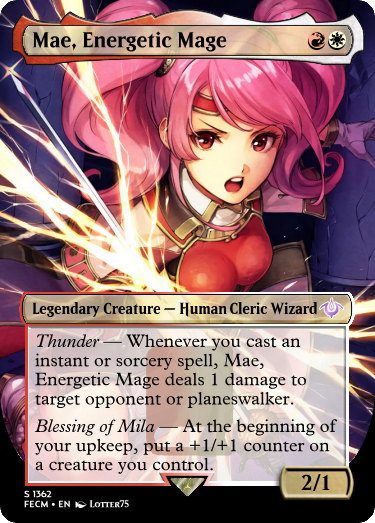 Mae, Energetic Mage
Legendary Creature — Human Cleric Wizard
Thunder — Whenever you cast an
instant or sorcery spell, Mae,
Energetic Mage deals 1 damage to
target opponent or planeswalker.
Blessing of Mila — At the beginning of
your upkeep, put a +1/+1 counter on
a creature you control.
2/1
S 1362
FECM • EN Lotter75